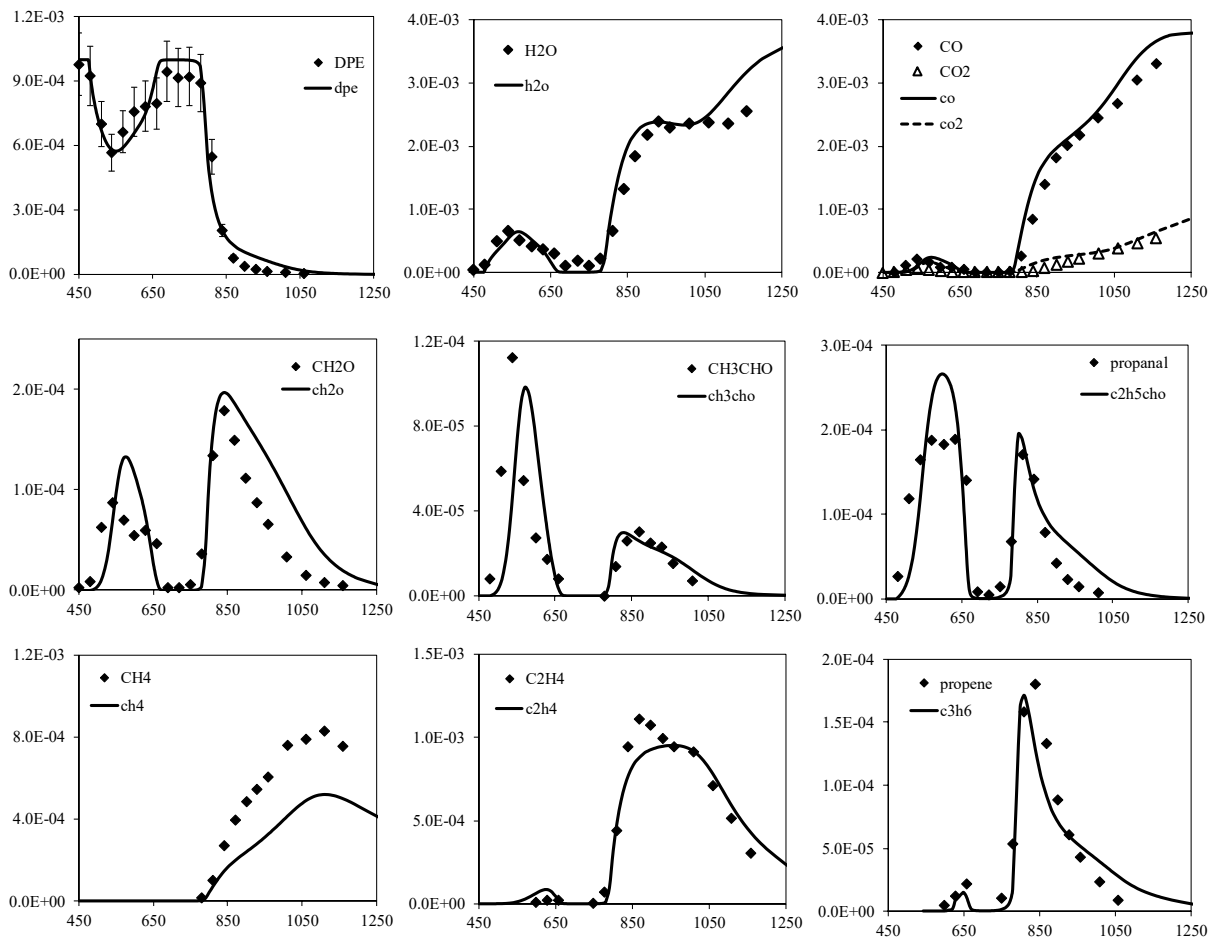 1.2E-03
9.0E-04
6.0E-04
3.0E-04
0.0E+00
450 650 850 1050 1250
DPE
dpe
4.0E-03
3.0E-03
2.0E-03
1.0E-03
0.0E+00
450 650 850 1050 1250
H2O
h2o
4.0E-03
3.0E-03
2.0E-03
1.0E-03
0.0E+00
450 650 850 1050 1250
CO
CO2
co
co2
2.0E-04
1.0E-04
0.0E+00
450 650 850 1050 1250
CH2O
ch2o
1.2E-04
8.0E-05
4.0E-05
0.0E+00
450 650 850 1050 1250
CH3CHO
ch3cho
3.0E-04
2.0E-04
1.0E-04
0.0E+00
450 650 850 1050 1250
propanal
c2h5cho
1.2E-03
8.0E-04
4.0E-04
0.0E+00
450 650 850 1050 1250
CH4
ch4
1.5E-03
1.0E-03
5.0E-04
0.0E+00
450 650 850 1050 1250
C2H4
c2h4
2.0E-04
1.5E-04
1.0E-04
5.0E-05
0.0E+00
450 650 850 1050 1250
propene
c3h6